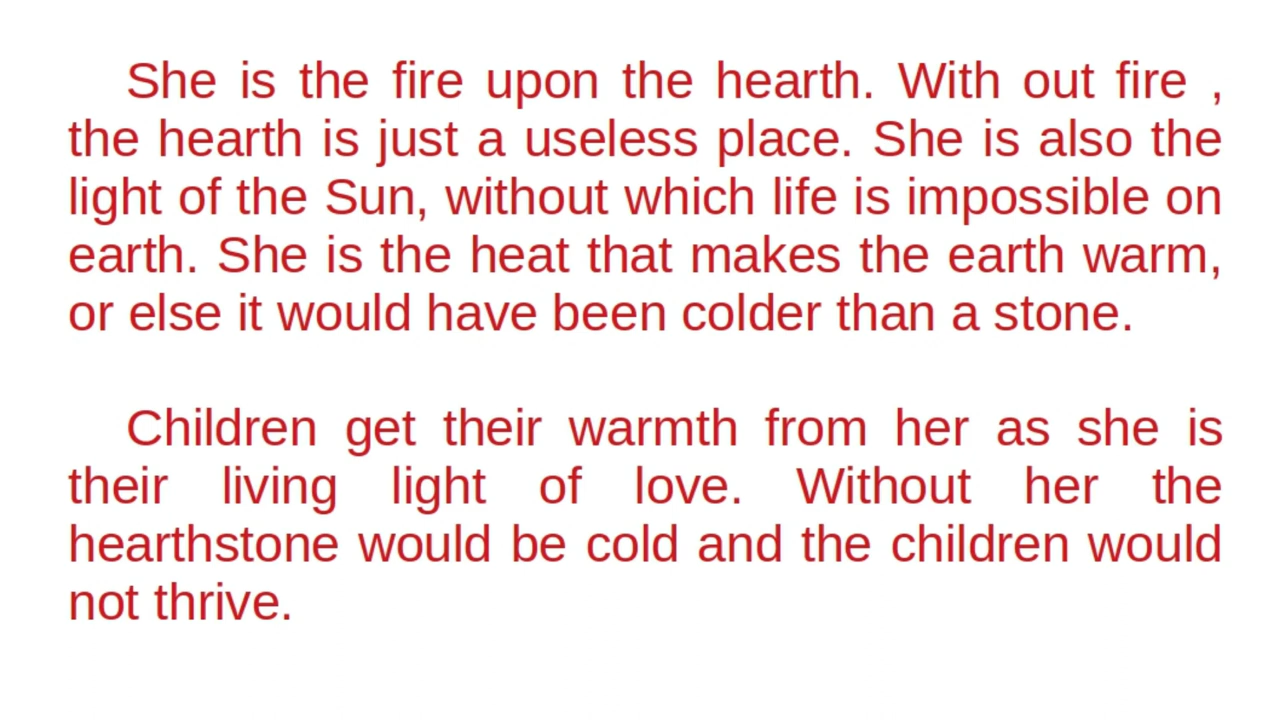 She is the fire upon the hearth. With out fire ,
the hearth is just a useless place. She is also the
light of the Sun, without which life is impossible on
earth. She is the heat that makes the earth warm,
or else it would have been colder than a stone.
Children get their warmth from her as she is
their living light of love. Without her the
hearthstone would be cold and the children would
not thrive.